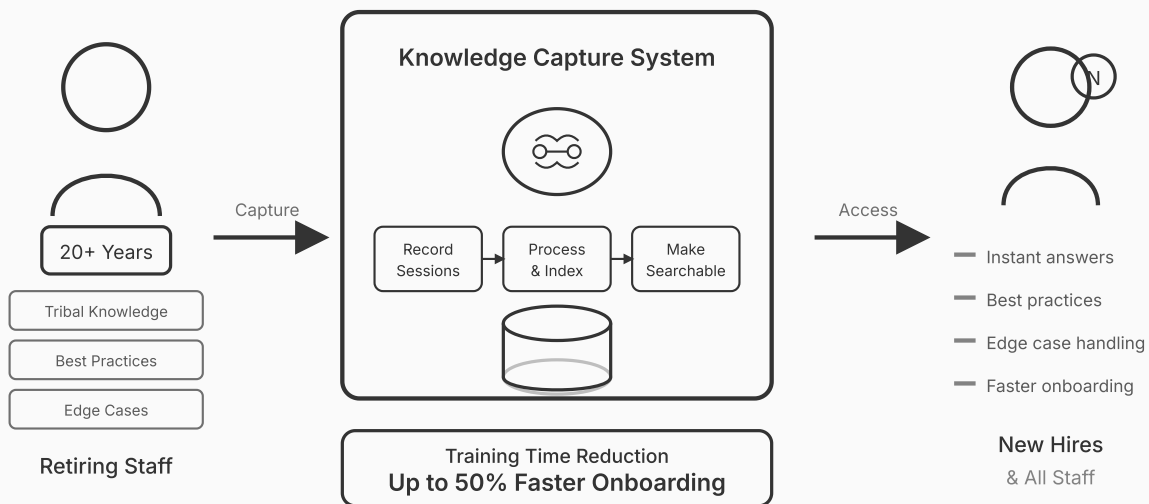 20+ Years
Tribal Knowledge
Best Practices
Edge Cases
Retiring Staff
Capture
Knowledge Capture System
Record
Sessions
Process
& Index
Make
Searchable
Training Time Reduction
Up to 50% Faster Onboarding
Access
N
Instant answers
Best practices
Edge case handling
Faster onboarding
New Hires
& All Staff